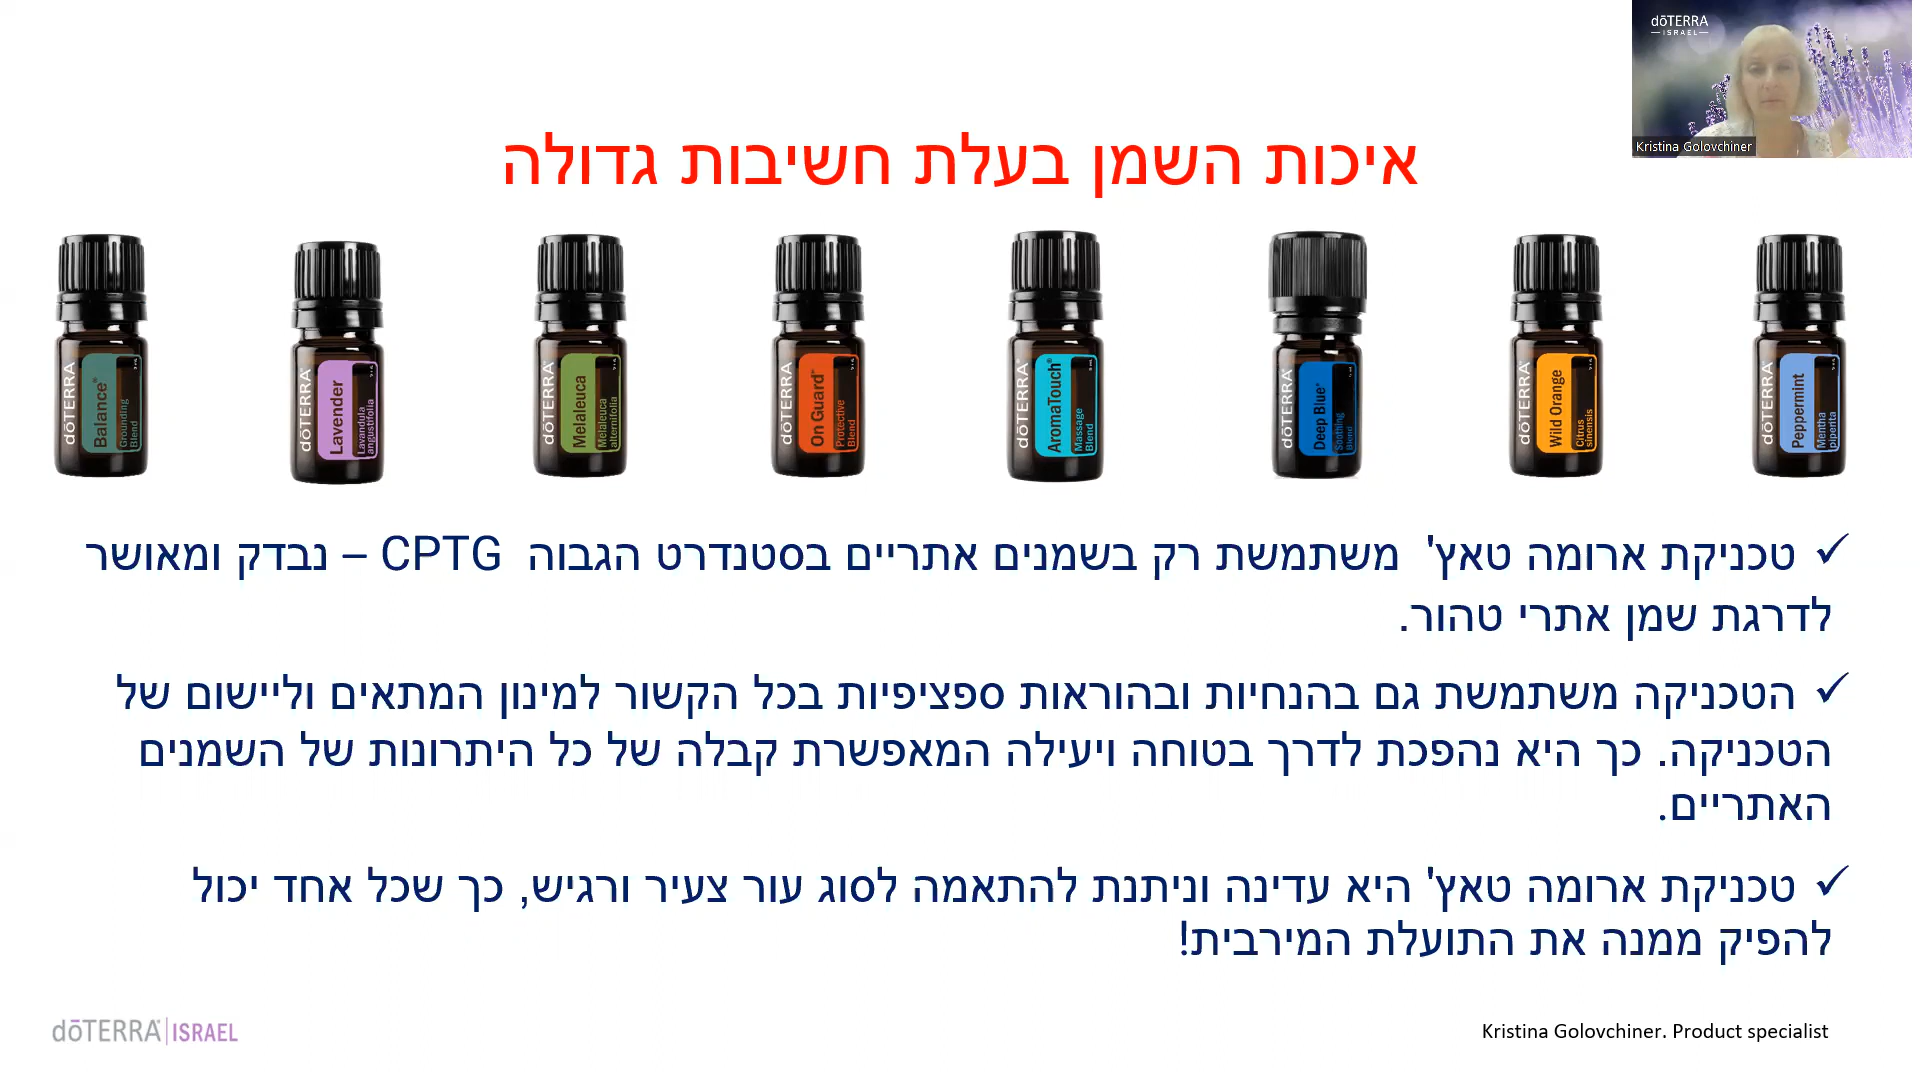 dōTERRA
ISRAEL
Kristina Golovchiner
איכות השמן בעלת חשיבות גדולה
dōTERRA
Balance®
Grounding
Blend
dōTERRA
Lavender
Lavandula
angustifolia
dōTERRA
Melaleuca
Melaleuca
alternifolia
dōTERRA
On Guard
Protective
Blend
dōTERRA
AromaTouch®
Massage
Blend
dōTERRA
Deep Blue®
Soothing
Blend
dōTERRA
Wild Orange
Citrus
sinensis
dōTERRA
Peppermint
Mentha
piperita
✓ טכניקת ארומה טאץ' משתמשת רק בשמנים אתריים בסטנדרט הגבוה CPTG – נבדק ומאושר
לדרגת שמן אתרי טהור.
✓ הטכניקה משתמשת גם בהנחיות ובהוראות ספציפיות בכל הקשור למינון המתאים וליישום של
הטכניקה. כך היא נהפכת לדרך בטוחה ויעילה המאפשרת קבלה של כל היתרונות של השמנים
האתריים.
✓ טכניקת ארומה טאץ' היא עדינה וניתנת להתאמה לסוג עור צעיר ורגיש, כך שכל אחד יכול
להפיק ממנה את התועלת המירבית!
dōTERRA ISRAEL
Kristina Golovchiner. Product specialist